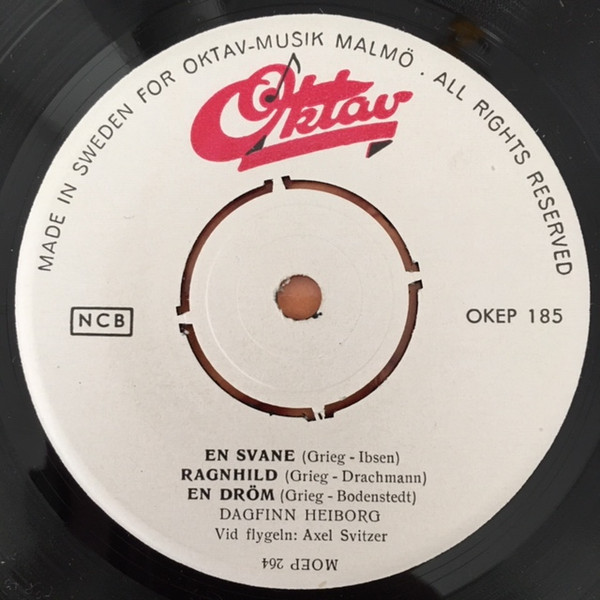 MADE IN SWEDEN FOR OKTAV-MUSIK MALMÖ · ALL RIGHTS RESERVED
Oktav
NCB
OKEP 185
EN SVANE (Grieg - Ibsen)
RAGNHILD (Grieg - Drachmann)
EN DRÖM (Grieg - Bodenstedt)
DAGFINN HEIBORG
Vid flygeln: Axel Svitzer
MOEP 264